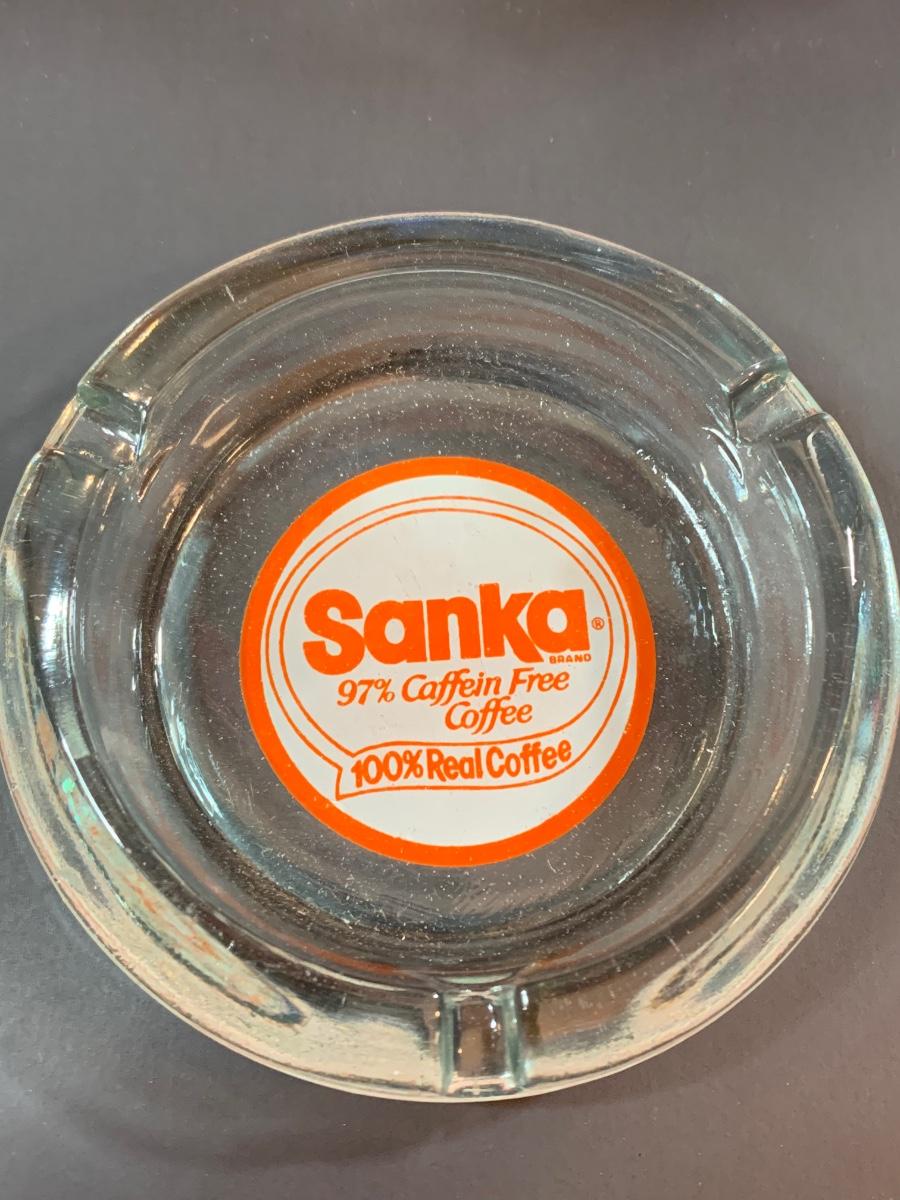 Sanka®
BRAND
97% Caffein Free
Coffee
100% Real Coffee